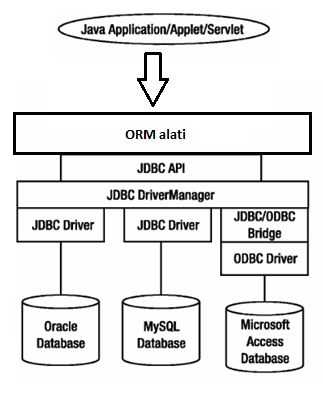 Java Application/Applet/Servlet
ORM alati
JDBC API
JDBC DriverManager
JDBC Driver
JDBC Driver
JDBC/ODBC
Bridge
ODBC Driver
Oracle
Database
MySQL
Database
Microsoft
Access
Database